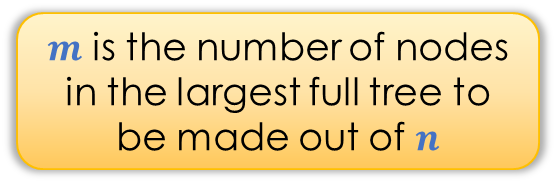 m is the number of nodes
in the largest full tree to
be made out of n